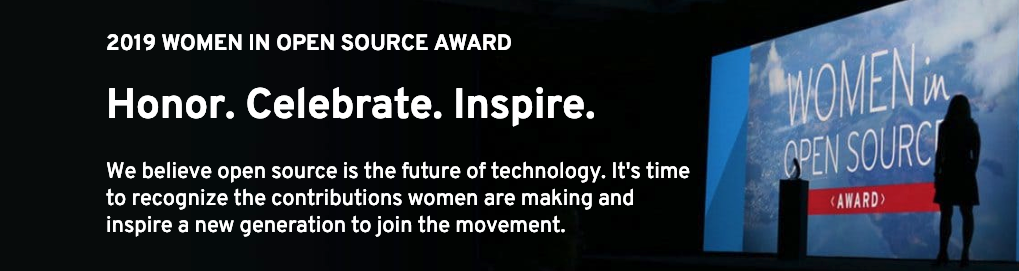 2019 WOMEN IN OPEN SOURCE AWARD
Honor. Celebrate. Inspire.
We believe open source is the future of technology. It's time
to recognize the contributions women are making and
inspire a new generation to join the movement.
WOMEN in
OPEN SOURCE
‹AWARD›